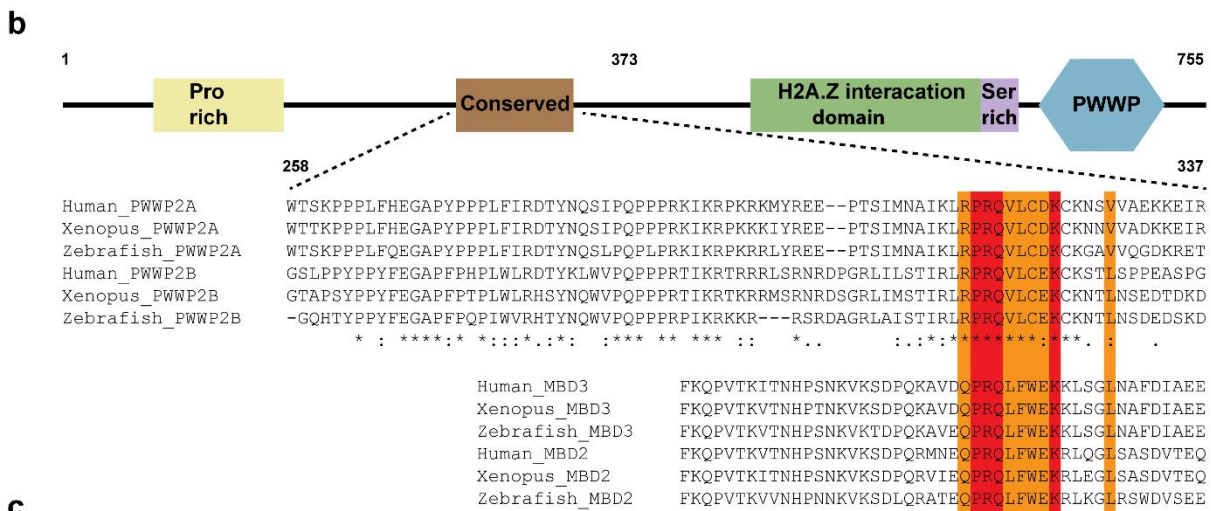 b
1 373 755
Pro rich
Conserved
H2A.Z interacation domain
Ser rich
PWWP
258 337
Human_PWWP2A WTSKPPPLFHEGAPYPPPLFIRDTYNQSIPQPPPRKIKRPKRKMYREE--PTSIMNAIKLRPRQVLCDKCKNSVVAEKKEIR
Xenopus_PWWP2A WTTKPPPLFHEGAPYPPPLFIRDTYNQSIPQPPPRKIKRPKKKIYREE--PTSIMNAIKLRPRQVLCDKCKNNVVADKKEIR
Zebrafish_PWWP2A WTSKPPPLFQEGAPYPPPLFIRDTYNQSLPQPPPRKIKRPKRRLYREE--PTSIMNAIKLRPRQVLCDKCKGAVVQGDKRET
Human_PWWP2B GSLPPYPPYFEGAPFPHPLWLRDTYKLWVPQPPPRTIKRTRRRLSRNRDPGRLILSTIRLRPRQVLCEKCKSTLSPPEASPG
Xenopus_PWWP2B GTAPSYPPYFEGAPFPTPLWLRHSYNQWVPQPPPRTIKRTKRRMSRNRDSGRLIMSTIRLRPRQVLCEKCKNTLNSEDTDKD
Zebrafish_PWWP2B -GQHTYPPYFEGAPFPQPIWVRHTYNQWVPQPPPRPIKRKKR---RSRDAGRLAISTIRLRPRQVLCEKCKNTLNSDEDSKD
* : ****:* *:::*.:*: :****** *** :: *.. :.:*:********:***. : .
Human_MBD3 FKQPVTKITNHPSNKVKSDPQKAVDQPRQLFWEKKLSGLNAFDIAEE
Xenopus_MBD3 FKQPVTKVTNHPTNKVKSDPQKAVDQPRQLFWEKKLSGLNAFDIAEE
Zebrafish_MBD3 FKQPVTKVTNHPSNKVKTDPQKAVEQPRQLFWEKKLSGLNAFDIAEE
Human_MBD2 FKQPVTKVTNHPSNKVKSDPQRMNEQPRQLFWEKRLQGLSASDVTEQ
Xenopus_MBD2 FKQPVTKITNHPSNKVKSDPQRVIEQPRQLFWEKRLEGLSASDVTEQ
Zebrafish_MBD2 FKQPVTKVVNHPNNKVKSDLQRATEQPRQLFWEKRLKGLRSWDVSEE